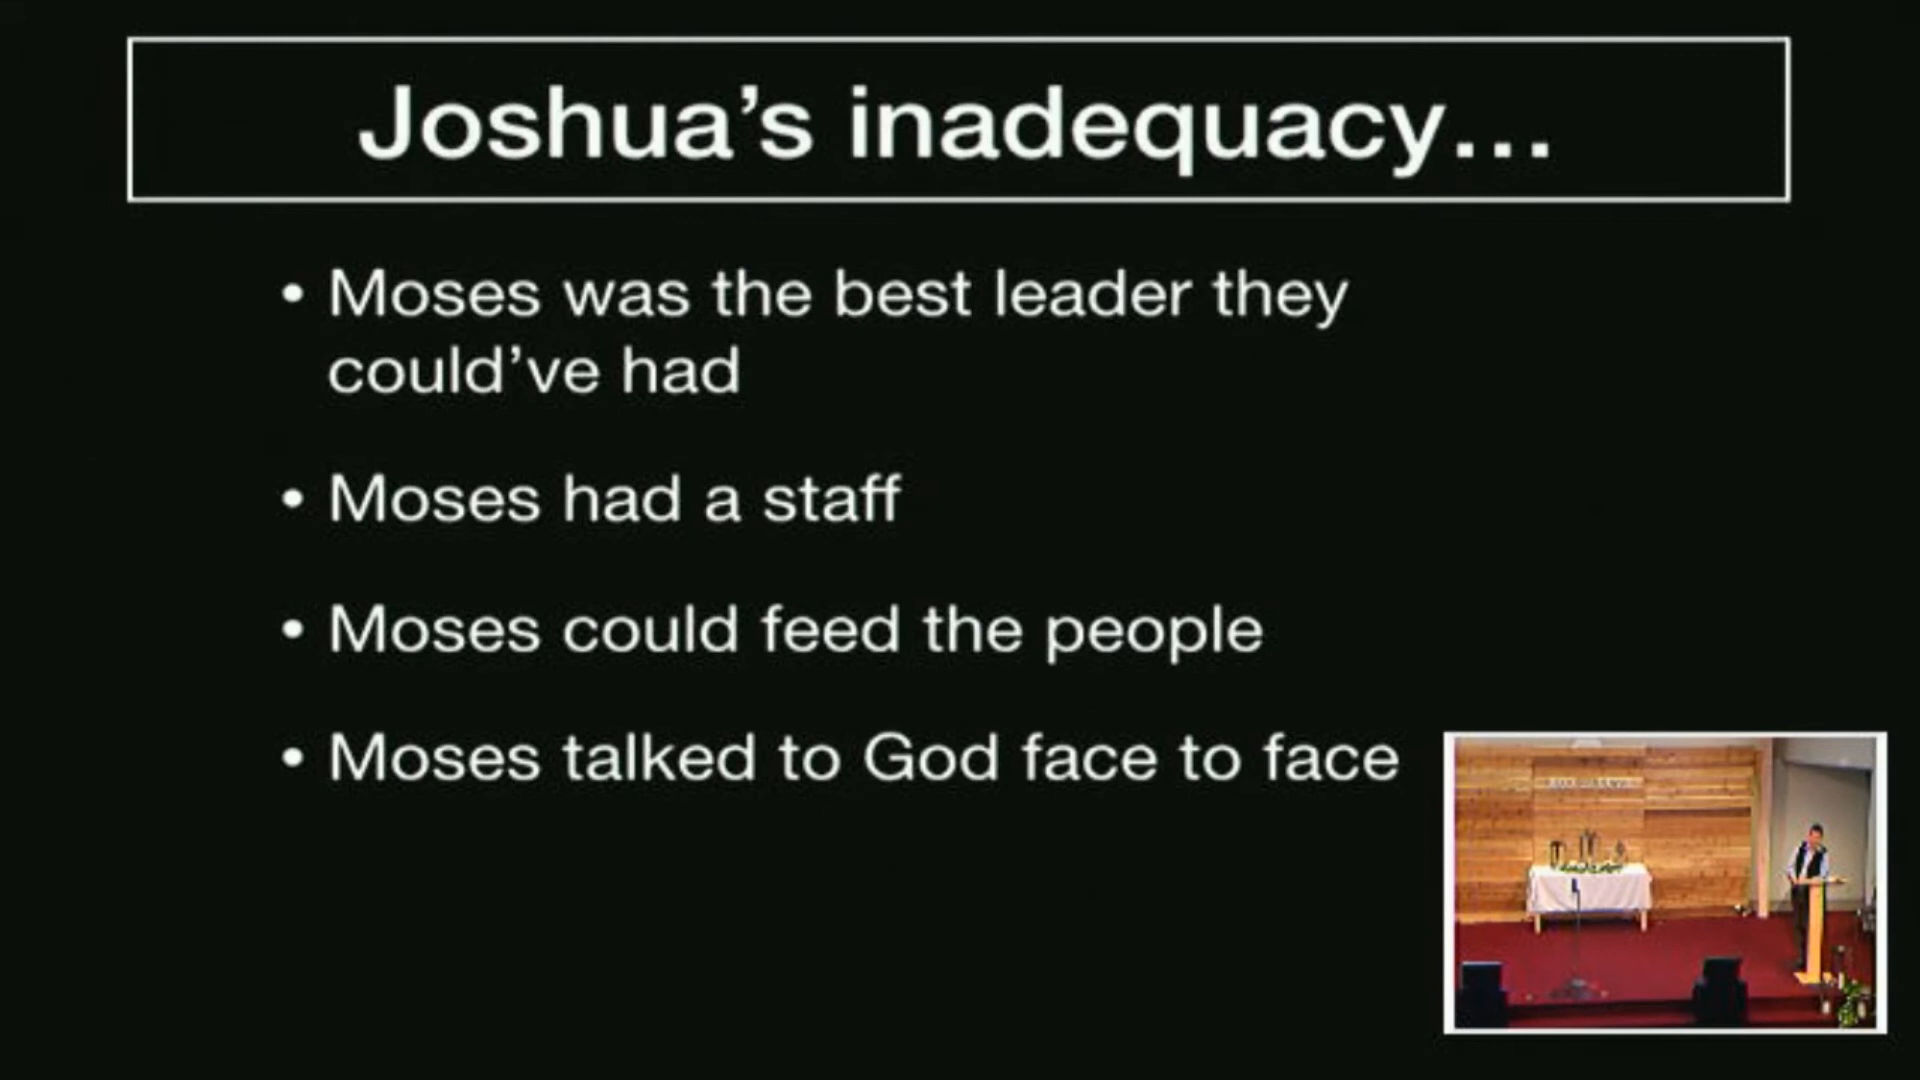 Joshua’s inadequacy…
• Moses was the best leader they
could’ve had
• Moses had a staff
• Moses could feed the people
• Moses talked to God face to face